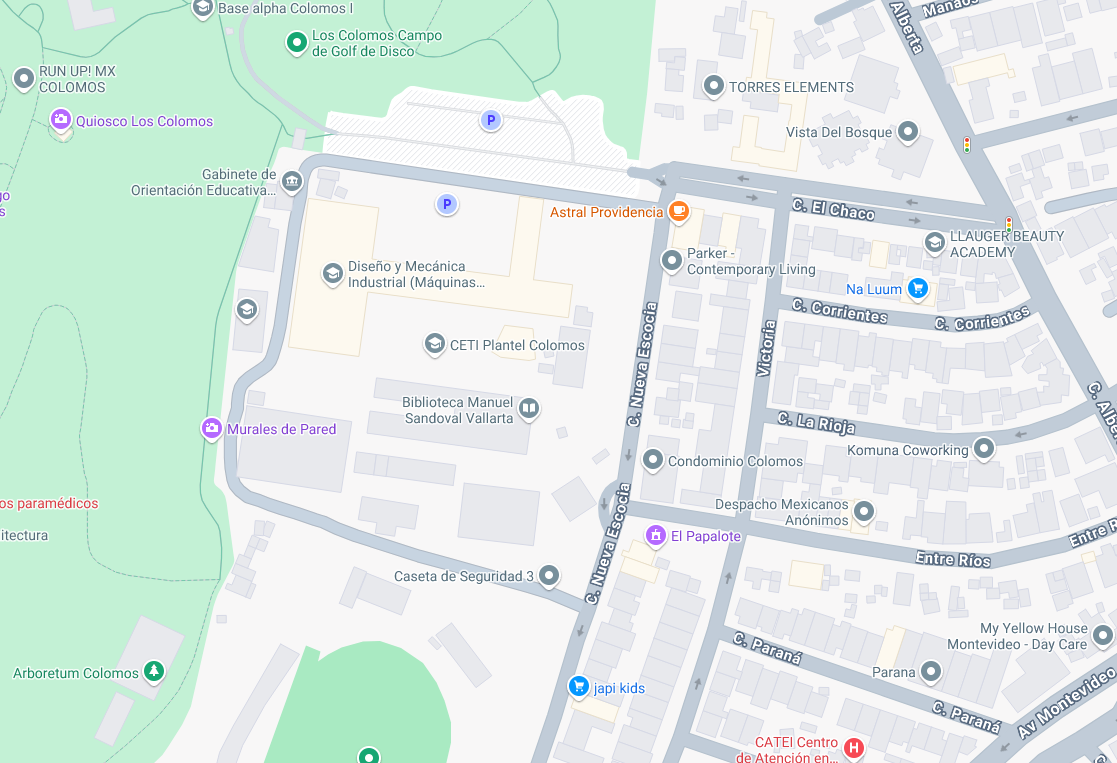 Base alpha Colomos I
Los Colomos Campo
de Golf de Disco
RUN UP! MX
COLOMOS
Quiosco Los Colomos
P
Alberta
Manaos
TORRES ELEMENTS
Vista Del Bosque
Gabinete de
Orientación Educativa...
go
s
P
Astral Providencia
C. El Chaco
LLAUGER BEAUTY
ACADEMY
Parker -
Contemporary Living
Diseño y Mecánica
Industrial (Máquinas...
Na Luum
C. Corrientes
C. Corrientes
C. Nueva Escocia
Victoria
CETI Plantel Colomos
Biblioteca Manuel
Sandoval Vallarta
Murales de Pared
C. La Rioja
C. Albe
Komuna Coworking
Condominio Colomos
os paramédicos
itectura
Despacho Mexicanos
Anónimos
C. Nueva Escocia
El Papalote
Entre Ríos
Entre R
Caseta de Seguridad 3
My Yellow House
Montevideo - Day Care
C. Paraná
Parana
Arboretum Colomos
japi kids
C. Paraná
Av Montevideo
CATEI Centro
de Atención en...
H